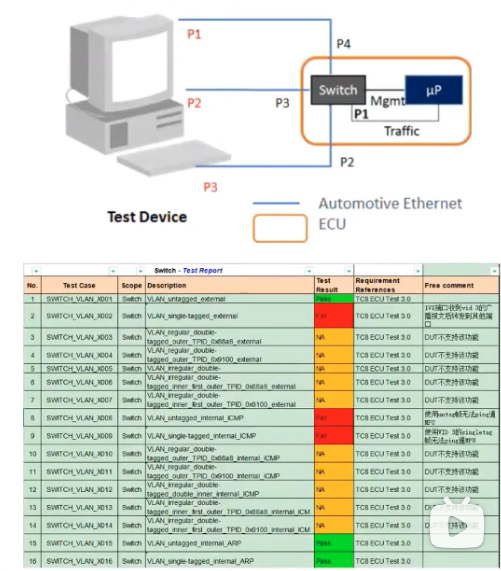 P1
P4
P2
P3
Switch
Mgmt
μP
P1
Traffic
P2
P3
Test Device
Automotive Ethernet
ECU
Switch - Test Report
No. Test Case Scope Description Test Result Requirement References Free comment
1 SWITCH_VLAN_X001 Switch VLAN_untagged_external Pass TC8 ECU Test 3.0
2 SWITCH_VLAN_X002 Switch VLAN_single-tagged_external Fail TC8 ECU Test 3.0 IVI端口收到vid 3的广播报文后转发到其他端口
3 SWITCH_VLAN_X003 Switch VLAN_regular_double-tagged_outer_TPID_0x88a8_external NA TC8 ECU Test 3.0 DUT不支持该功能
4 SWITCH_VLAN_X004 Switch VLAN_regular_double-tagged_outer_TPID_0x9100_external NA TC8 ECU Test 3.0 DUT不支持该功能
5 SWITCH_VLAN_X005 Switch VLAN_irregular_double- NA TC8 ECU Test 3.0 DUT不支持该功能
6 SWITCH_VLAN_X006 Switch VLAN_irregular_double-tagged_inner_first_outer_TPID_0x88a8_external NA TC8 ECU Test 3.0 DUT不支持该功能
7 SWITCH_VLAN_X007 Switch VLAN_irregular_double-tagged_inner_first_outer_TPID_0x9100_external NA TC8 ECU Test 3.0 DUT不支持该功能
8 SWITCH_VLAN_X008 Switch VLAN_untagged_internal_ICMP Fail TC8 ECU Test 3.0 使用untag帧无法ping通MPU
9 SWITCH_VLAN_X009 Switch VLAN_single-tagged_internal_ICMP Fail TC8 ECU Test 3.0 使用VID 3的singletag帧无法ping通MPU
10 SWITCH_VLAN_X010 Switch VLAN_regular_double-tagged_outer_TPID_0x88a8_internal_ICMP NA TC8 ECU Test 3.0 DUT不支持该功能
11 SWITCH_VLAN_X011 Switch VLAN_regular_double-tagged_outer_TPID_0x9100_internal_ICMP NA TC8 ECU Test 3.0 DUT不支持该功能
12 SWITCH_VLAN_X012 Switch VLAN_irregular_double-tagged_double_inner_internal_ICMP NA TC8 ECU Test 3.0 DUT不支持该功能
13 SWITCH_VLAN_X013 Switch VLAN_irregular_double-tagged_inner_first_outer_TPID_0x88a8_internal_ICM NA TC8 ECU Test 3.0 DUT不支持该功能
14 SWITCH_VLAN_X014 Switch VLAN_irregular_double-tagged_inner_first_outer_TPID_0x9100_internal_ICM NA TC8 ECU Test 3.0
15 SWITCH_VLAN_X015 Switch VLAN_untagged_internal_ARP Pass TC8 ECU Test 3.0
16 SWITCH_VLAN_X016 Switch VLAN_single-tagged_internal_ARP Pass TC8 ECU Test 3.0